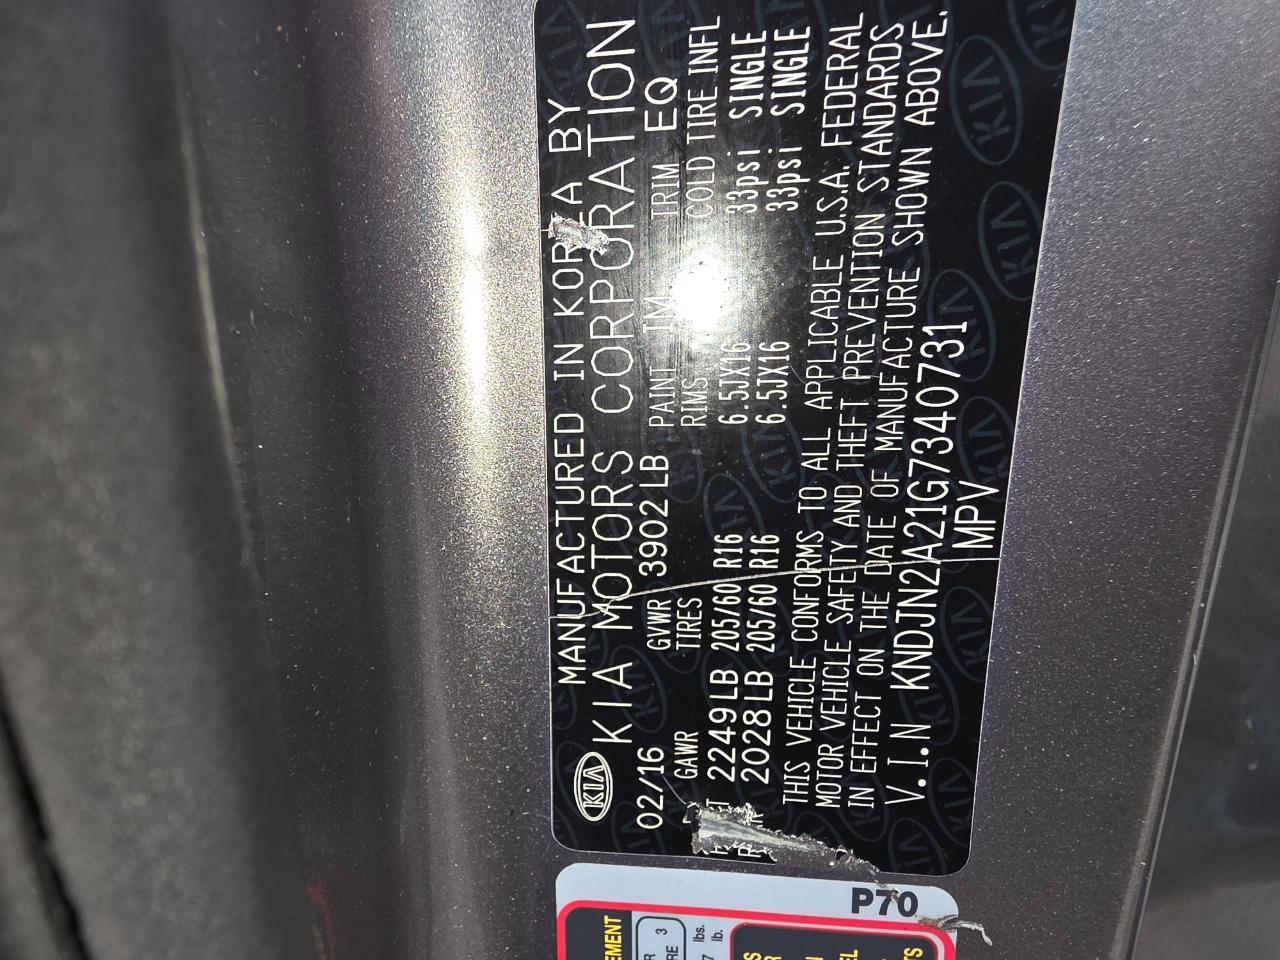 KIA
MANUFACTURED IN KOREA BY
KIA MOTORS CORPORATION
02/16 GVWR 3902 LB PAINT IM TRIM EQ
GAWR TIRES RIMS COLD TIRE INFL
2249 LB 205/60 R16 6.5JX16 33psi SINGLE
2028 LB 205/60 R16 6.5JX16 33psi SINGLE
THIS VEHICLE CONFORMS TO ALL APPLICABLE U.S.A. FEDERAL
MOTOR VEHICLE SAFETY AND THEFT PREVENTION STANDARDS
IN EFFECT ON THE DATE OF MANUFACTURE SHOWN ABOVE.
V.I.N KNDJN2A21G7340731
MPV
P70